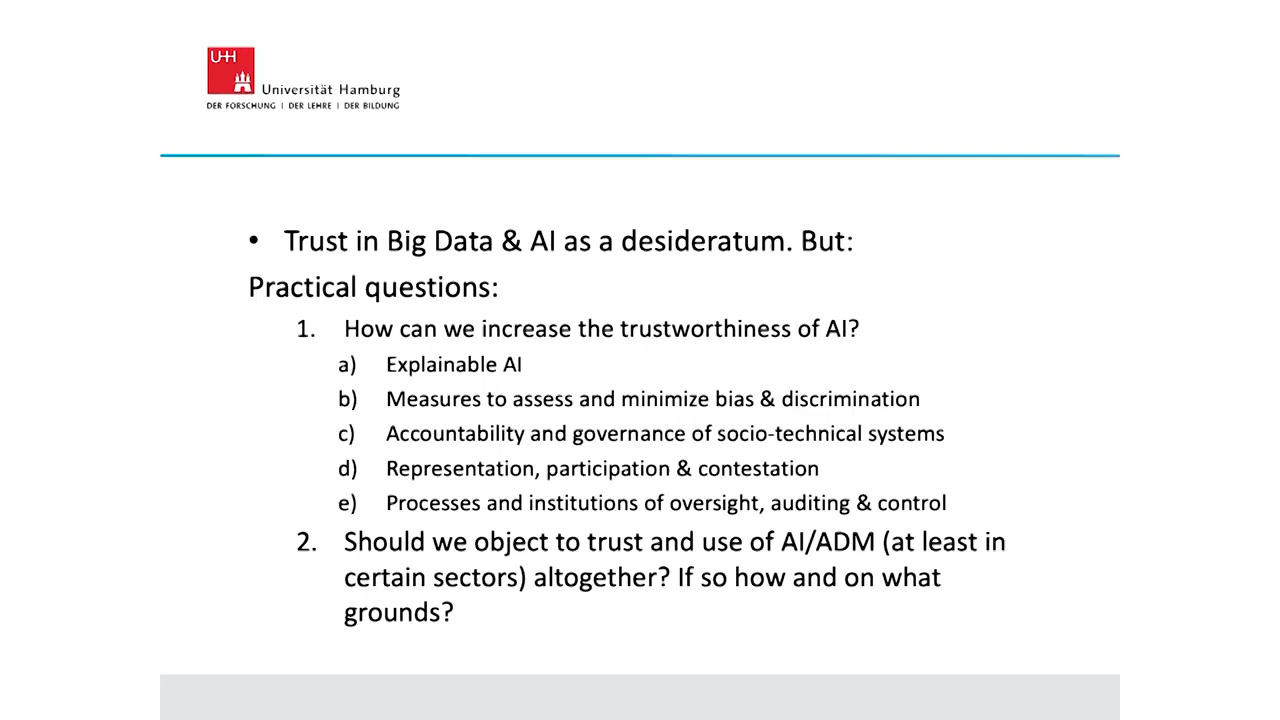 UHH
Universität Hamburg
DER FORSCHUNG | DER LEHRE | DER BILDUNG
• Trust in Big Data & AI as a desideratum. But:
Practical questions:
1. How can we increase the trustworthiness of AI?
a) Explainable AI
b) Measures to assess and minimize bias & discrimination
c) Accountability and governance of socio-technical systems
d) Representation, participation & contestation
e) Processes and institutions of oversight, auditing & control
2. Should we object to trust and use of AI/ADM (at least in
certain sectors) altogether? If so how and on what
grounds?